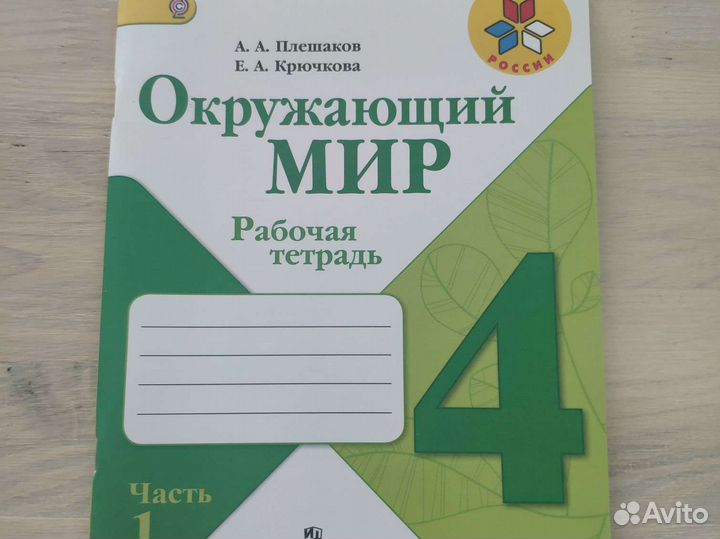 А. А. Плешаков
Е. А. Крючкова
РОССИИ
Окружающий
МИР
Рабочая
тетрадь
4
Часть
1
Avito